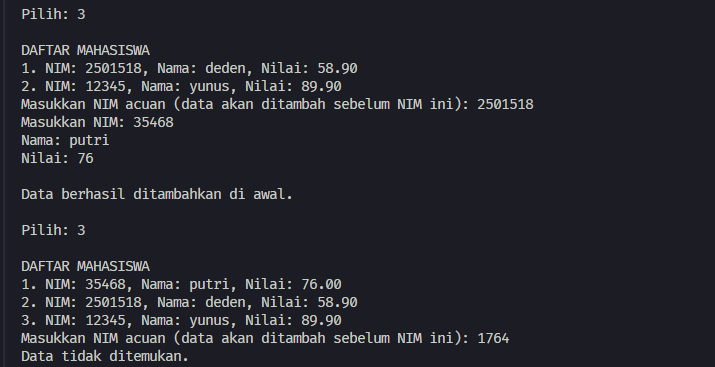 Pilih: 3
DAFTAR MAHASISWA
1. NIM: 2501518, Nama: deden, Nilai: 58.90
2. NIM: 12345, Nama: yunus, Nilai: 89.90
Masukkan NIM acuan (data akan ditambah sebelum NIM ini): 2501518
Masukkan NIM: 35468
Nama: putri
Nilai: 76
Data berhasil ditambahkan di awal.
Pilih: 3
DAFTAR MAHASISWA
1. NIM: 35468, Nama: putri, Nilai: 76.00
2. NIM: 2501518, Nama: deden, Nilai: 58.90
3. NIM: 12345, Nama: yunus, Nilai: 89.90
Masukkan NIM acuan (data akan ditambah sebelum NIM ini): 1764
Data tidak ditemukan.